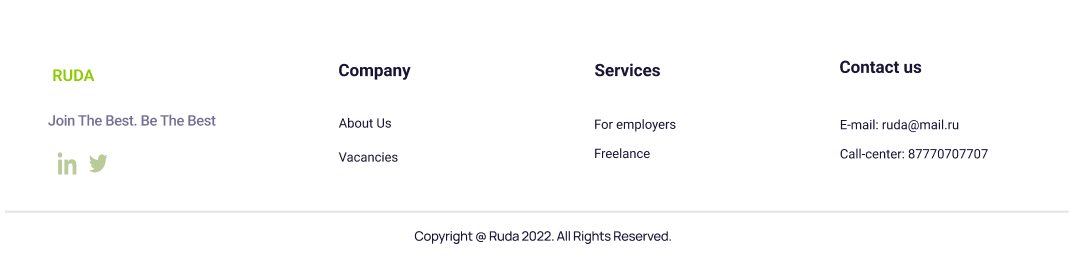 RUDA
Join The Best. Be The Best
in
Company
About Us
Vacancies
Services
For employers
Freelance
Contact us
E-mail: ruda@mail.ru
Call-center: 87770707707
Copyright @ Ruda 2022. All Rights Reserved.